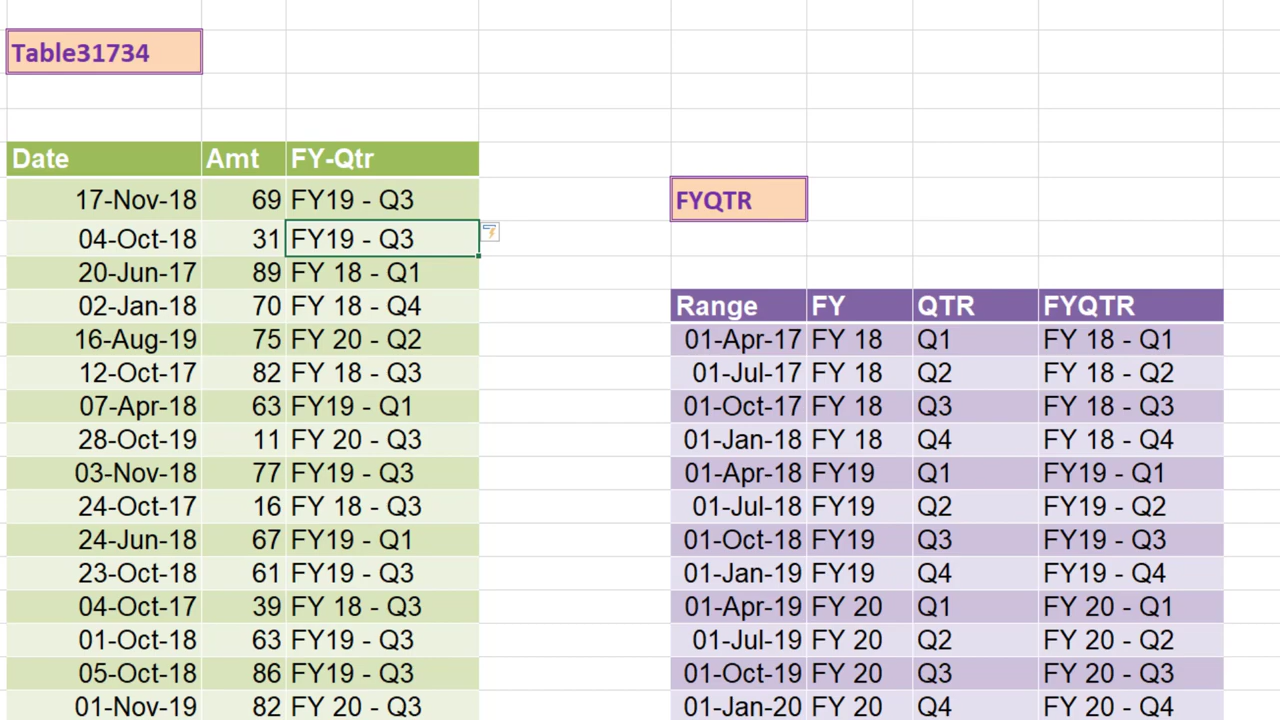 Table31734
Date Amt FY-Qtr
17-Nov-18 69 FY19 - Q3
FYQTR
04-Oct-18 31 FY19 - Q3
20-Jun-17 89 FY 18 - Q1
02-Jan-18 70 FY 18 - Q4 Range FY QTR FYQTR
16-Aug-19 75 FY 20 - Q2 01-Apr-17 FY 18 Q1 FY 18 - Q1
12-Oct-17 82 FY 18 - Q3 01-Jul-17 FY 18 Q2 FY 18 - Q2
07-Apr-18 63 FY19 - Q1 01-Oct-17 FY 18 Q3 FY 18 - Q3
28-Oct-19 11 FY 20 - Q3 01-Jan-18 FY 18 Q4 FY 18 - Q4
03-Nov-18 77 FY19 - Q3 01-Apr-18 FY19 Q1 FY19 - Q1
24-Oct-17 16 FY 18 - Q3 01-Jul-18 FY19 Q2 FY19 - Q2
24-Jun-18 67 FY19 - Q1 01-Oct-18 FY19 Q3 FY19 - Q3
23-Oct-18 61 FY19 - Q3 01-Jan-19 FY19 Q4 FY19 - Q4
04-Oct-17 39 FY 18 - Q3 01-Apr-19 FY 20 Q1 FY 20 - Q1
01-Oct-18 63 FY19 - Q3 01-Jul-19 FY 20 Q2 FY 20 - Q2
05-Oct-18 86 FY19 - Q3 01-Oct-19 FY 20 Q3 FY 20 - Q3
01-Nov-19 82 FY 20 - Q3 01-Jan-20 FY 20 Q4 FY 20 - Q4